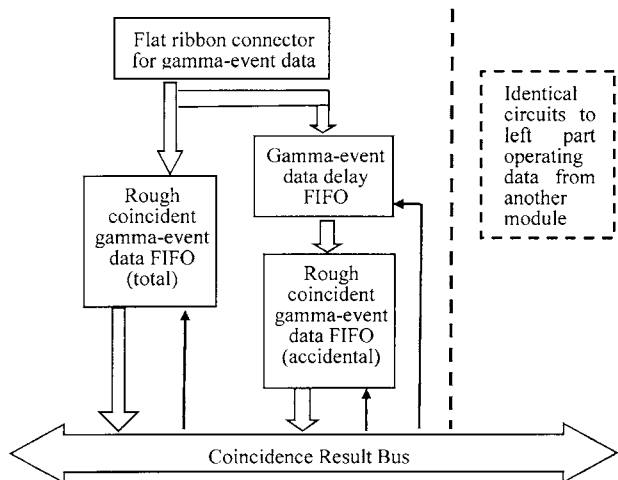 Flat ribbon connector
for gamma-event data
Gamma-event
data delay
FIFO
Rough
coincident
gamma-event
data FIFO
(total)
Rough
coincident
gamma-event
data FIFO
(accidental)
Identical
circuits to
left part
operating
data from
another
module
Coincidence Result Bus